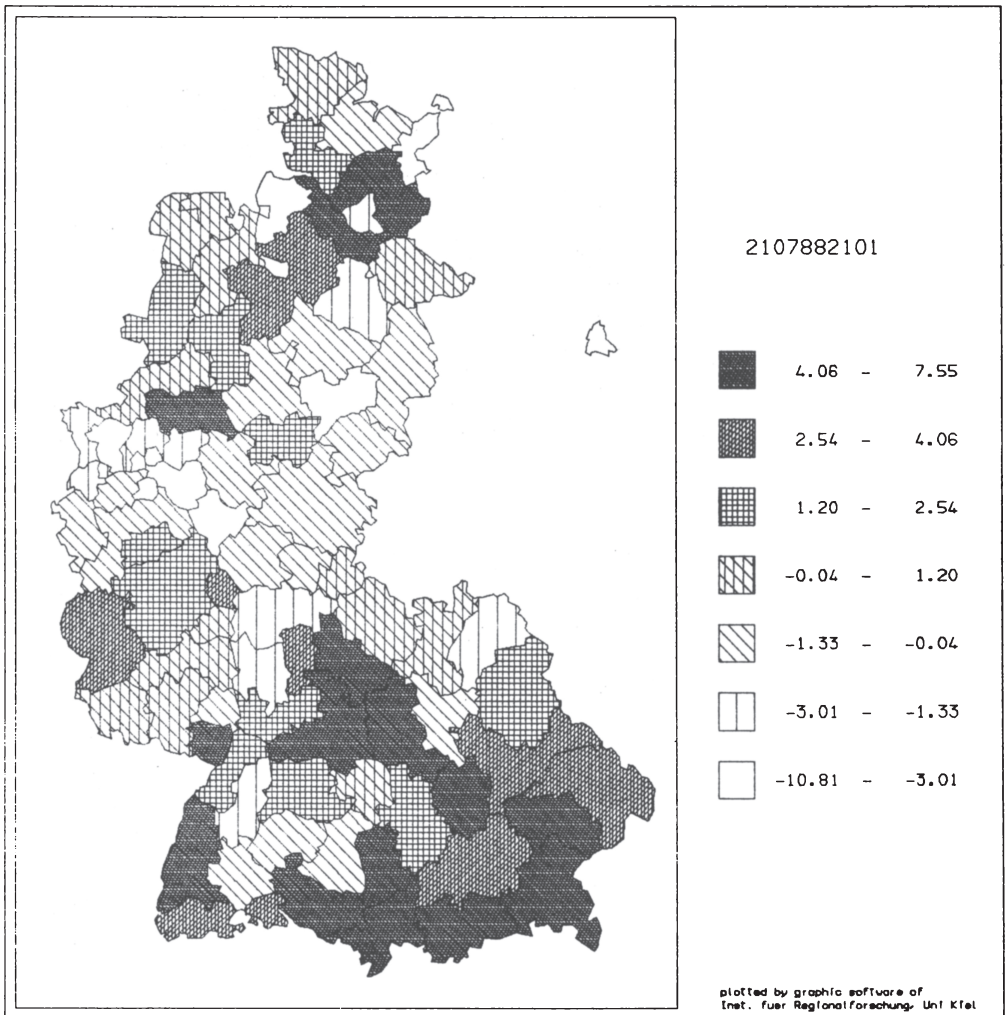 2107882101
4.06 - 7.55
2.54 - 4.06
1.20 - 2.54
-0.04 - 1.20
-1.33 - -0.04
-3.01 - -1.33
-10.81 - -3.01
plotted by graphic software of
Inst. fuer Regionalforschung, Uni Kiel